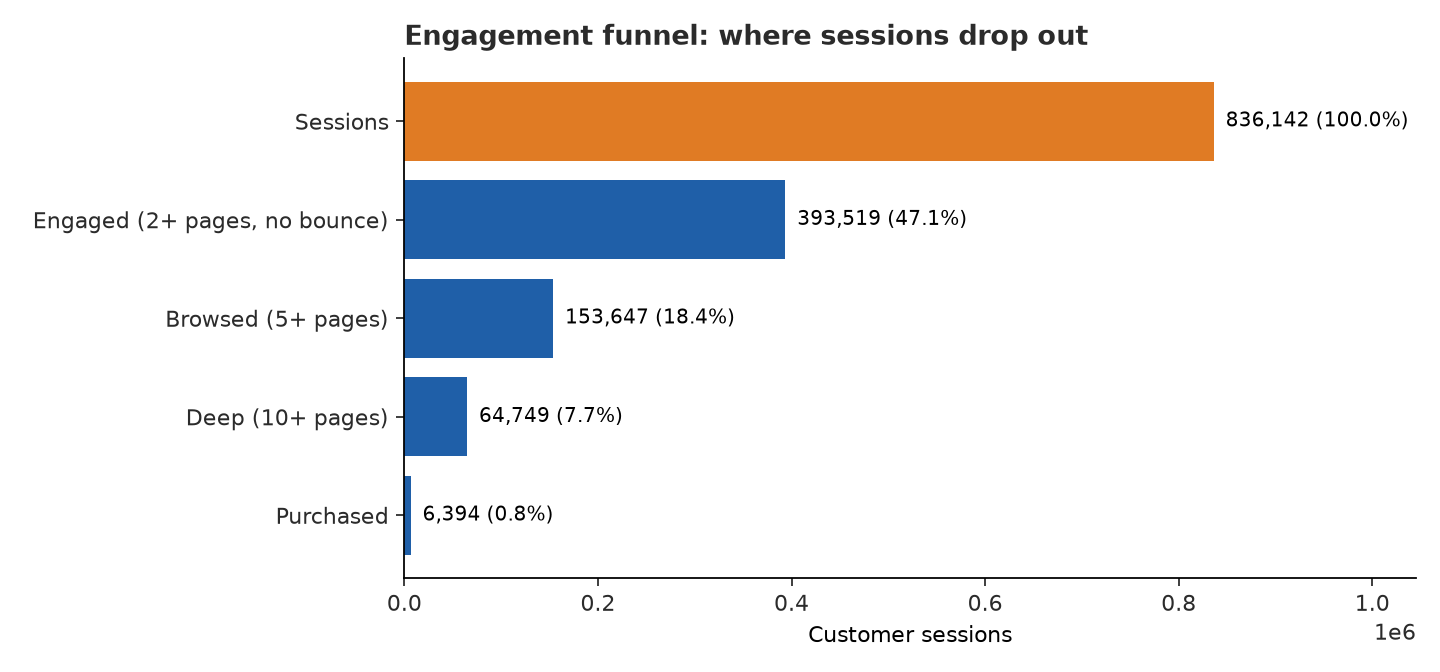 Engagement funnel: where sessions drop out
Sessions
836,142 (100.0%)
Engaged (2+ pages, no bounce)
393,519 (47.1%)
Browsed (5+ pages)
153,647 (18.4%)
Deep (10+ pages)
64,749 (7.7%)
Purchased
6,394 (0.8%)
0.0 0.2 0.4 0.6 0.8 1.0
1e6
Customer sessions